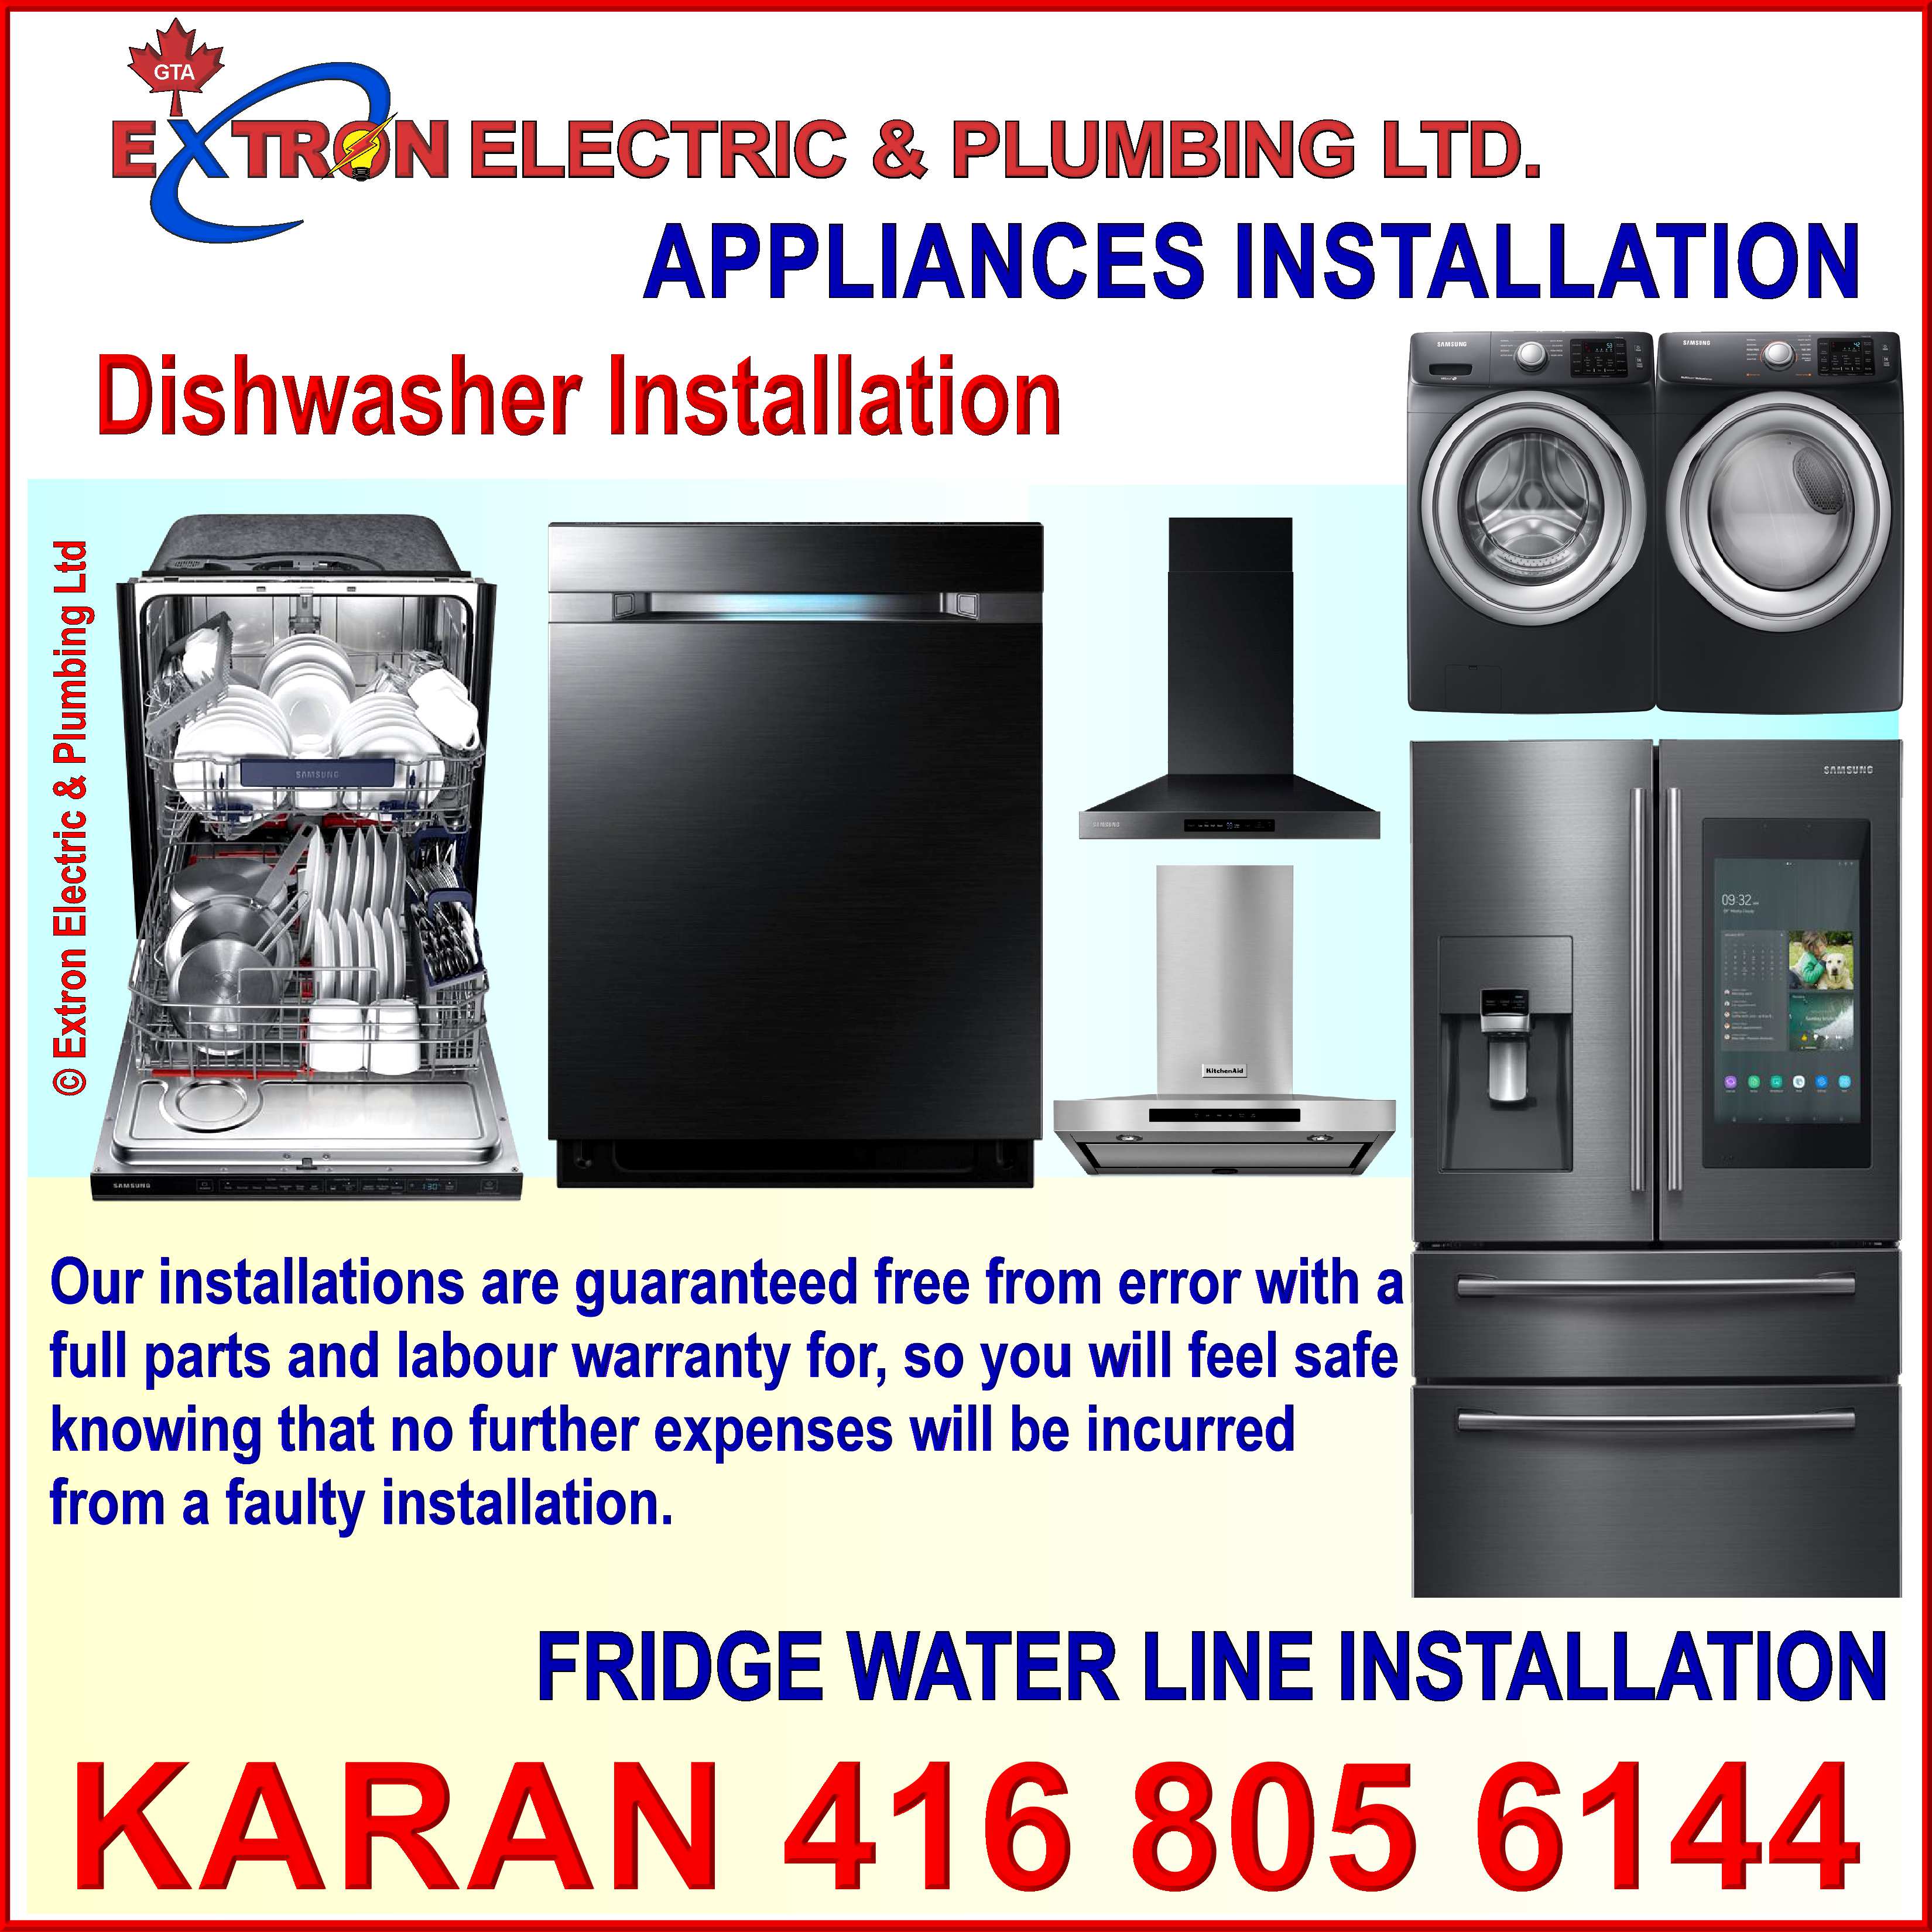 GTA
EXTRON ELECTRIC & PLUMBING LTD.
APPLIANCES INSTALLATION
Dishwasher Installation
© Extron Electric & Plumbing Ltd
SAMSUNG
SAMSUNG
SAMSUNG
SAMSUNG
SAMSUNG
SAMSUNG
KitchenAid
09:32
Our installations are guaranteed free from error with a
full parts and labour warranty for, so you will feel safe
knowing that no further expenses will be incurred
from a faulty installation.
FRIDGE WATER LINE INSTALLATION
KARAN 416 805 6144